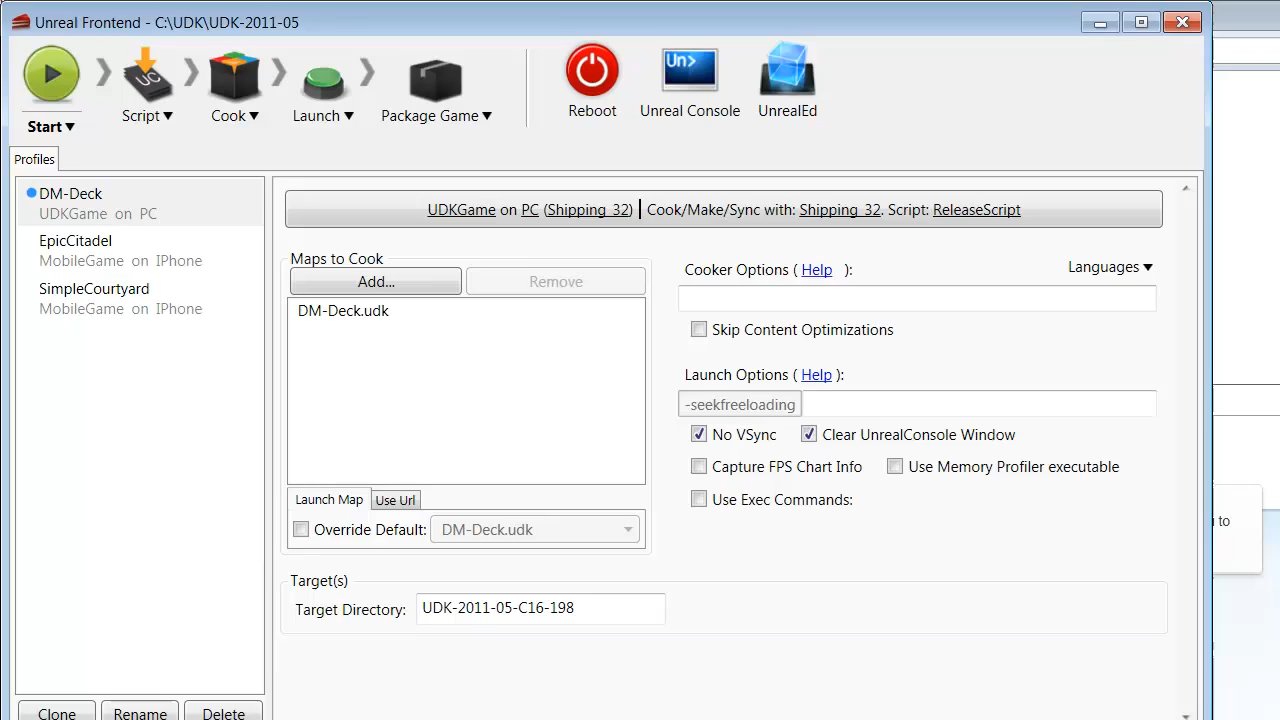 Unreal Frontend - C:\UDK\UDK-2011-05
UC
Un>
Start▼
Script▼
Cook▼
Launch▼
Package Game▼
Reboot
Unreal Console
UnrealEd
Profiles
DM-Deck
UDKGame on PC
EpicCitadel
MobileGame on IPhone
SimpleCourtyard
MobileGame on IPhone
Clone
Rename
Delete
UDKGame on PC (Shipping_32) | Cook/Make/Sync with: Shipping_32. Script: ReleaseScript
Maps to Cook
Add...
Remove
DM-Deck.udk
Launch Map
Use Url
Override Default:
DM-Deck.udk
Cooker Options ( Help ):
Languages▼
Skip Content Optimizations
Launch Options ( Help ):
-seekfreeloading
No VSync
Clear UnrealConsole Window
Capture FPS Chart Info
Use Memory Profiler executable
Use Exec Commands:
Target(s)
Target Directory:
UDK-2011-05-C16-198
to